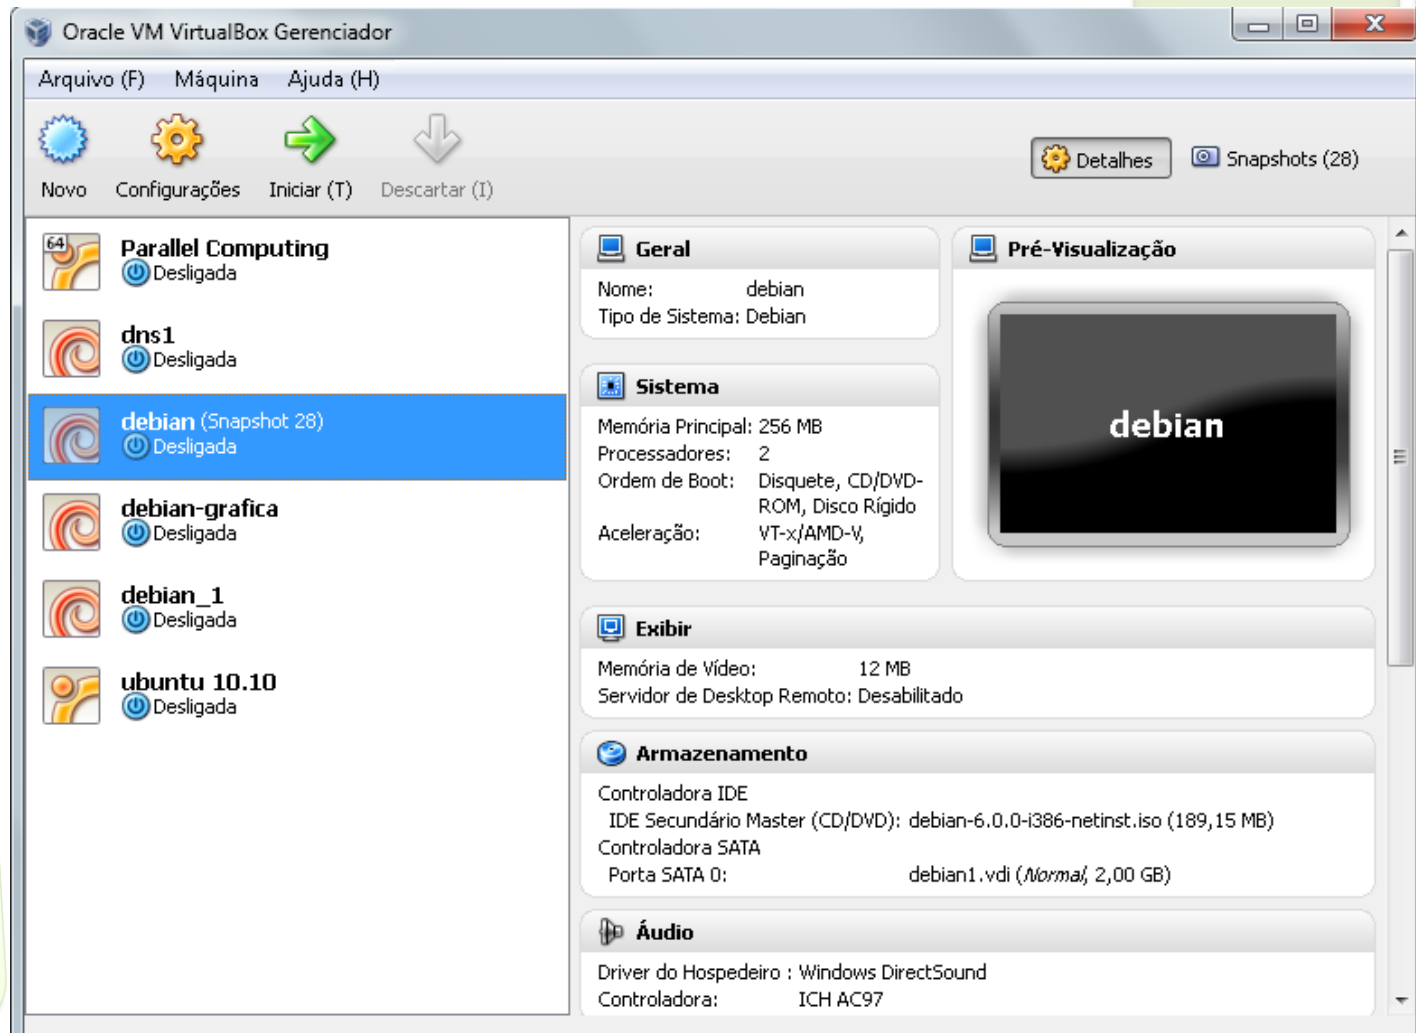 Oracle VM VirtualBox Gerenciador
Arquivo (F) Máquina Ajuda (H)
Novo Configurações Iniciar (T) Descartar (I) Detalhes Snapshots (28)
64
Parallel Computing
Desligada
dns1
Desligada
debian (Snapshot 28)
Desligada
debian-grafica
Desligada
debian_1
Desligada
ubuntu 10.10
Desligada
Geral
Nome: debian
Tipo de Sistema: Debian
Sistema
Memória Principal: 256 MB
Processadores: 2
Ordem de Boot: Disquete, CD/DVD-
ROM, Disco Rígido
Aceleração: VT-x/AMD-V,
Paginação
Pré-Visualização
debian
Exibir
Memória de Vídeo: 12 MB
Servidor de Desktop Remoto: Desabilitado
Armazenamento
Controladora IDE
IDE Secundário Master (CD/DVD): debian-6.0.0-i386-netinst.iso (189,15 MB)
Controladora SATA
Porta SATA 0: debian1.vdi (Normal, 2,00 GB)
Áudio
Driver do Hospedeiro : Windows DirectSound
Controladora: ICH AC97